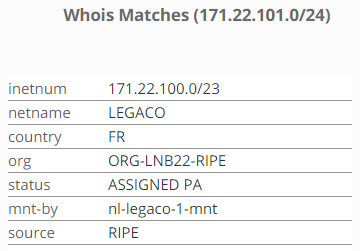 Whois Matches (171.22.101.0/24)
inetnum 171.22.100.0/23
netname LEGACO
country FR
org ORG-LNB22-RIPE
status ASSIGNED PA
mnt-by nl-legaco-1-mnt
source RIPE